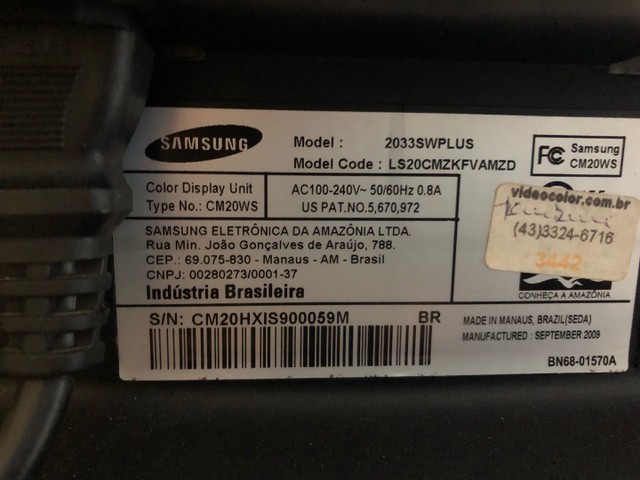 SAMSUNG
Model : 2033SWPLUS
Model Code : LS20CMZKFVAMZD
FC Samsung
CM20WS
Color Display Unit
Type No.: CM20WS
AC100-240V~ 50/60Hz 0.8A
US PAT.NO.5,670,972
SAMSUNG ELETRÔNICA DA AMAZÔNIA LTDA.
Rua Min. João Gonçalves de Araújo, 788.
CEP.: 69.075-830 - Manaus - AM - Brasil
CNPJ: 00280273/0001-37
Indústria Brasileira
videocolor.com.br
(43)3324-6716
3442
CONHEÇA A AMAZÔNIA
S/N: CM20HXIS900059M BR
MADE IN MANAUS, BRAZIL(SEDA)
MANUFACTURED : SEPTEMBER 2009
BN68-01570A